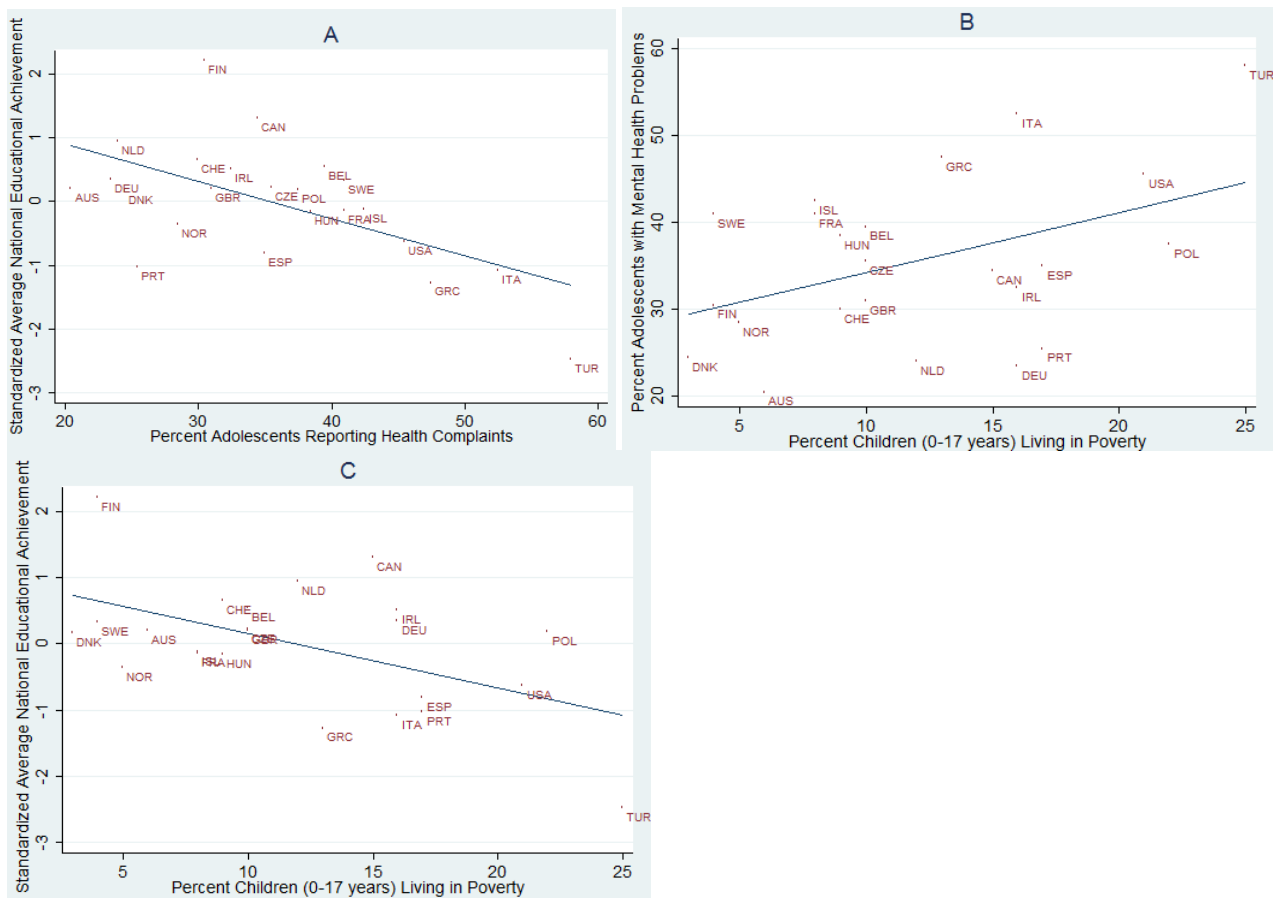 A
Standardized Average National Educational Achievement
2
1
0
-1
-2
-3
FIN
CAN
NLD
CHE
IRL
BEL
DEU
AUS
DNK
GBR
CZE
POL
SWE
HUN
FRA
ISL
NOR
USA
ESP
PRT
ITA
GRC
TUR
20
30
40
50
60
Percent Adolescents Reporting Health Complaints
B
Percent Adolescents with Mental Health Problems
60
50
40
30
20
TUR
ITA
GRC
USA
ISL
SWE
FRA
BEL
HUN
POL
CZE
CAN
ESP
IRL
FIN
GBR
CHE
NOR
DNK
NLD
PRT
DEU
AUS
5
10
15
20
25
Percent Children (0-17 years) Living in Poverty
C
Standardized Average National Educational Achievement
2
1
0
-1
-2
-3
FIN
CAN
NLD
CHE
BEL
IRL
DEU
SWE
DNK
AUS
CZE
GBR
POL
ISL
FRA
HUN
NOR
USA
ESP
PRT
ITA
GRC
TUR
5
10
15
20
25
Percent Children (0-17 years) Living in Poverty